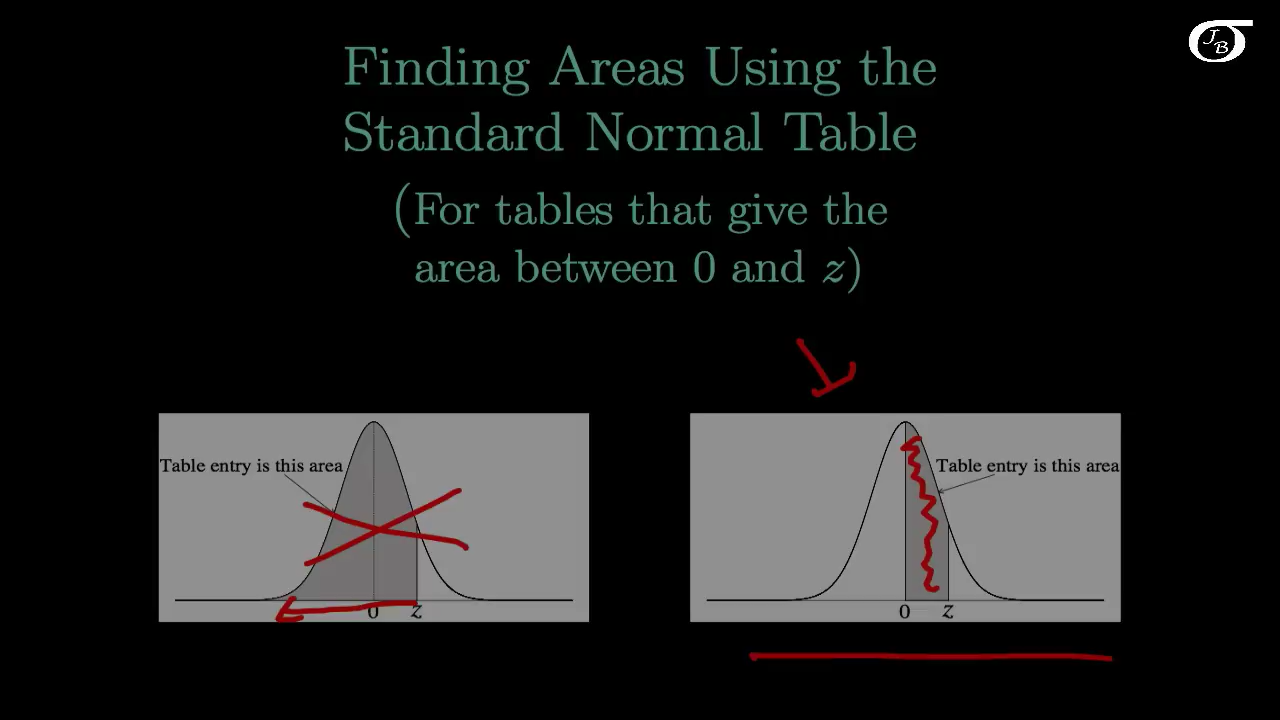 J B
Finding Areas Using the
Standard Normal Table
(For tables that give the
area between 0 and z)
Table entry is this area
0 z
Table entry is this area
0 z